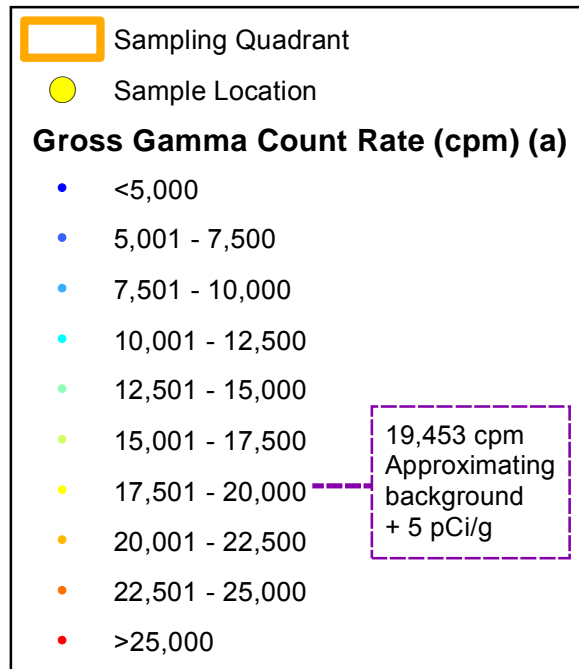 Sampling Quadrant
Sample Location
Gross Gamma Count Rate (cpm) (a)
<5,000
5,001 - 7,500
7,501 - 10,000
10,001 - 12,500
12,501 - 15,000
15,001 - 17,500
17,501 - 20,000
20,001 - 22,500
22,501 - 25,000
>25,000
19,453 cpm
Approximating
background
+ 5 pCi/g